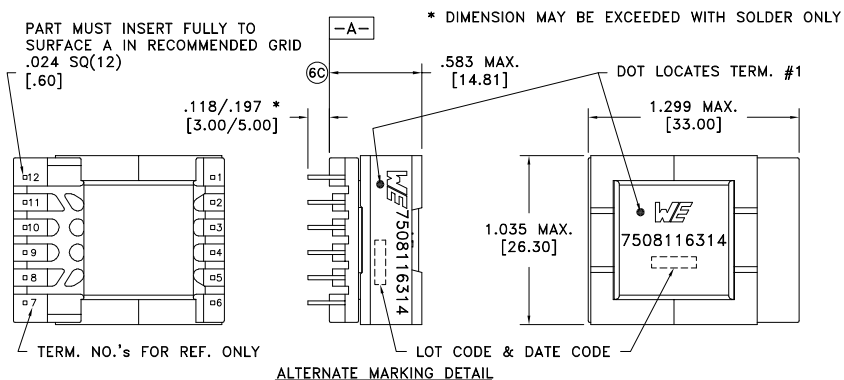 * DIMENSION MAY BE EXCEEDED WITH SOLDER ONLY
PART MUST INSERT FULLY TO
SURFACE A IN RECOMMENDED GRID
.024 SQ(12)
[.60]
-A-
6C
.583 MAX.
[14.81]
DOT LOCATES TERM. #1
.118/.197 *
[3.00/5.00]
1.299 MAX.
[33.00]
12
11
10
9
8
7
1
2
3
4
5
6
WE
7508116314
1.035 MAX.
[26.30]
WE
7508116314
TERM. NO.'s FOR REF. ONLY
LOT CODE & DATE CODE
ALTERNATE MARKING DETAIL